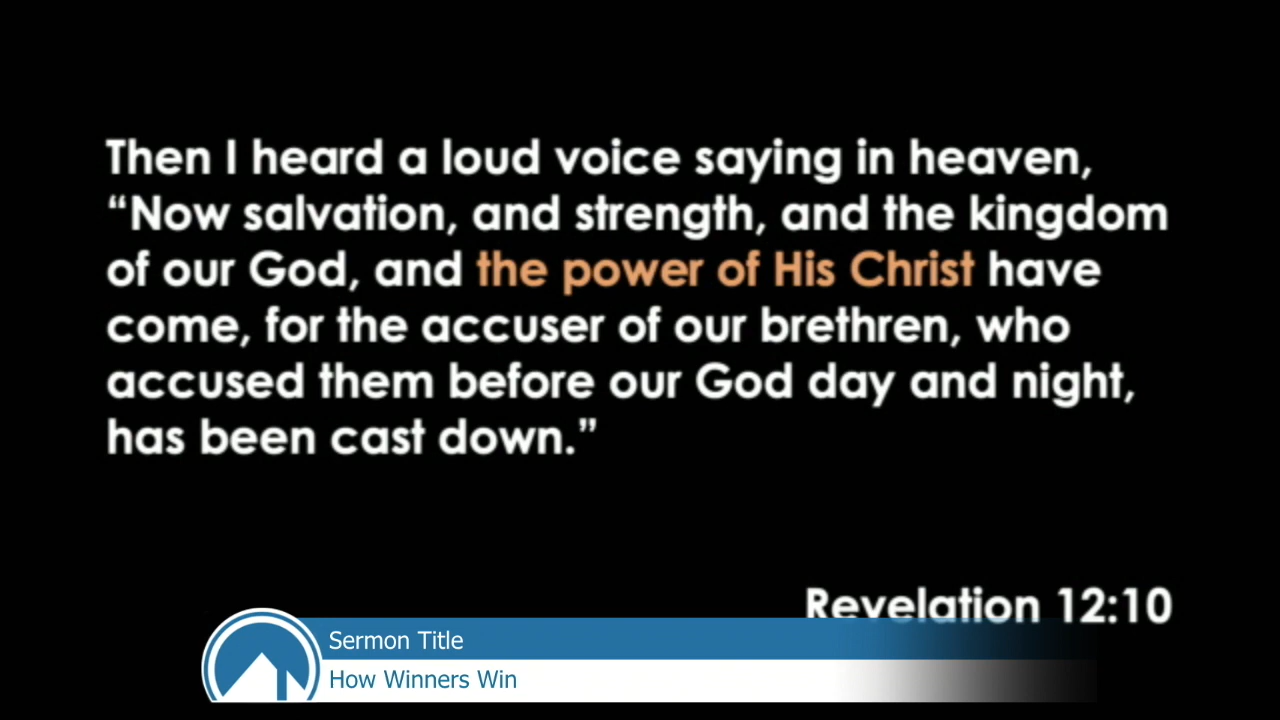 Then I heard a loud voice saying in heaven,
“Now salvation, and strength, and the kingdom
of our God, and the power of His Christ have
come, for the accuser of our brethren, who
accused them before our God day and night,
has been cast down.”
Revelation 12:10
Sermon Title
How Winners Win